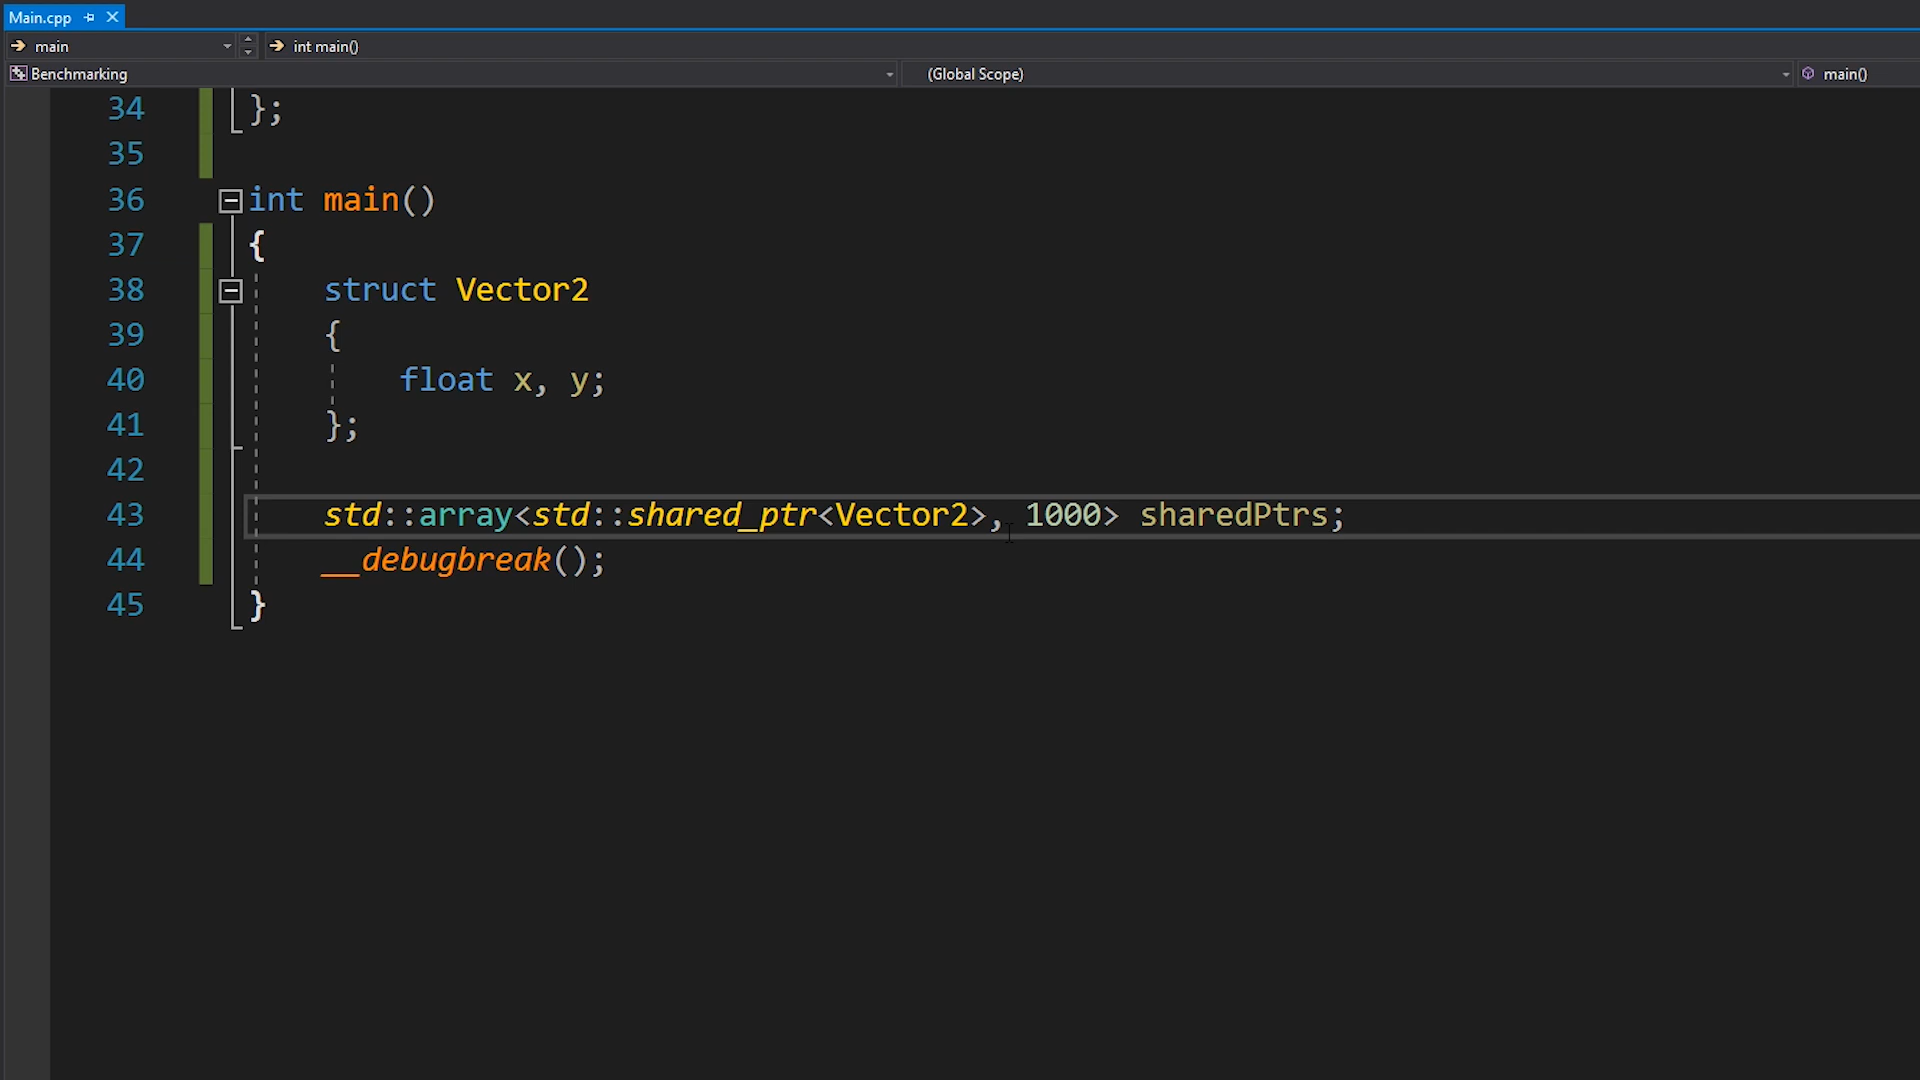 Main.cpp
main int main()
Benchmarking (Global Scope) main()
34 };
35
36 int main()
37 {
38 struct Vector2
39 {
40 float x, y;
41 };
42
43 std::array<std::shared_ptr<Vector2>, 1000> sharedPtrs;
44 __debugbreak();
45 }